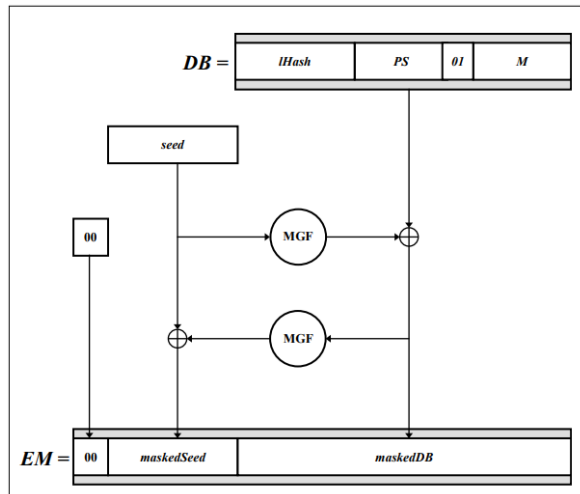 DB = lHash PS 01 M
seed
00 MGF
MGF
EM = 00 maskedSeed maskedDB